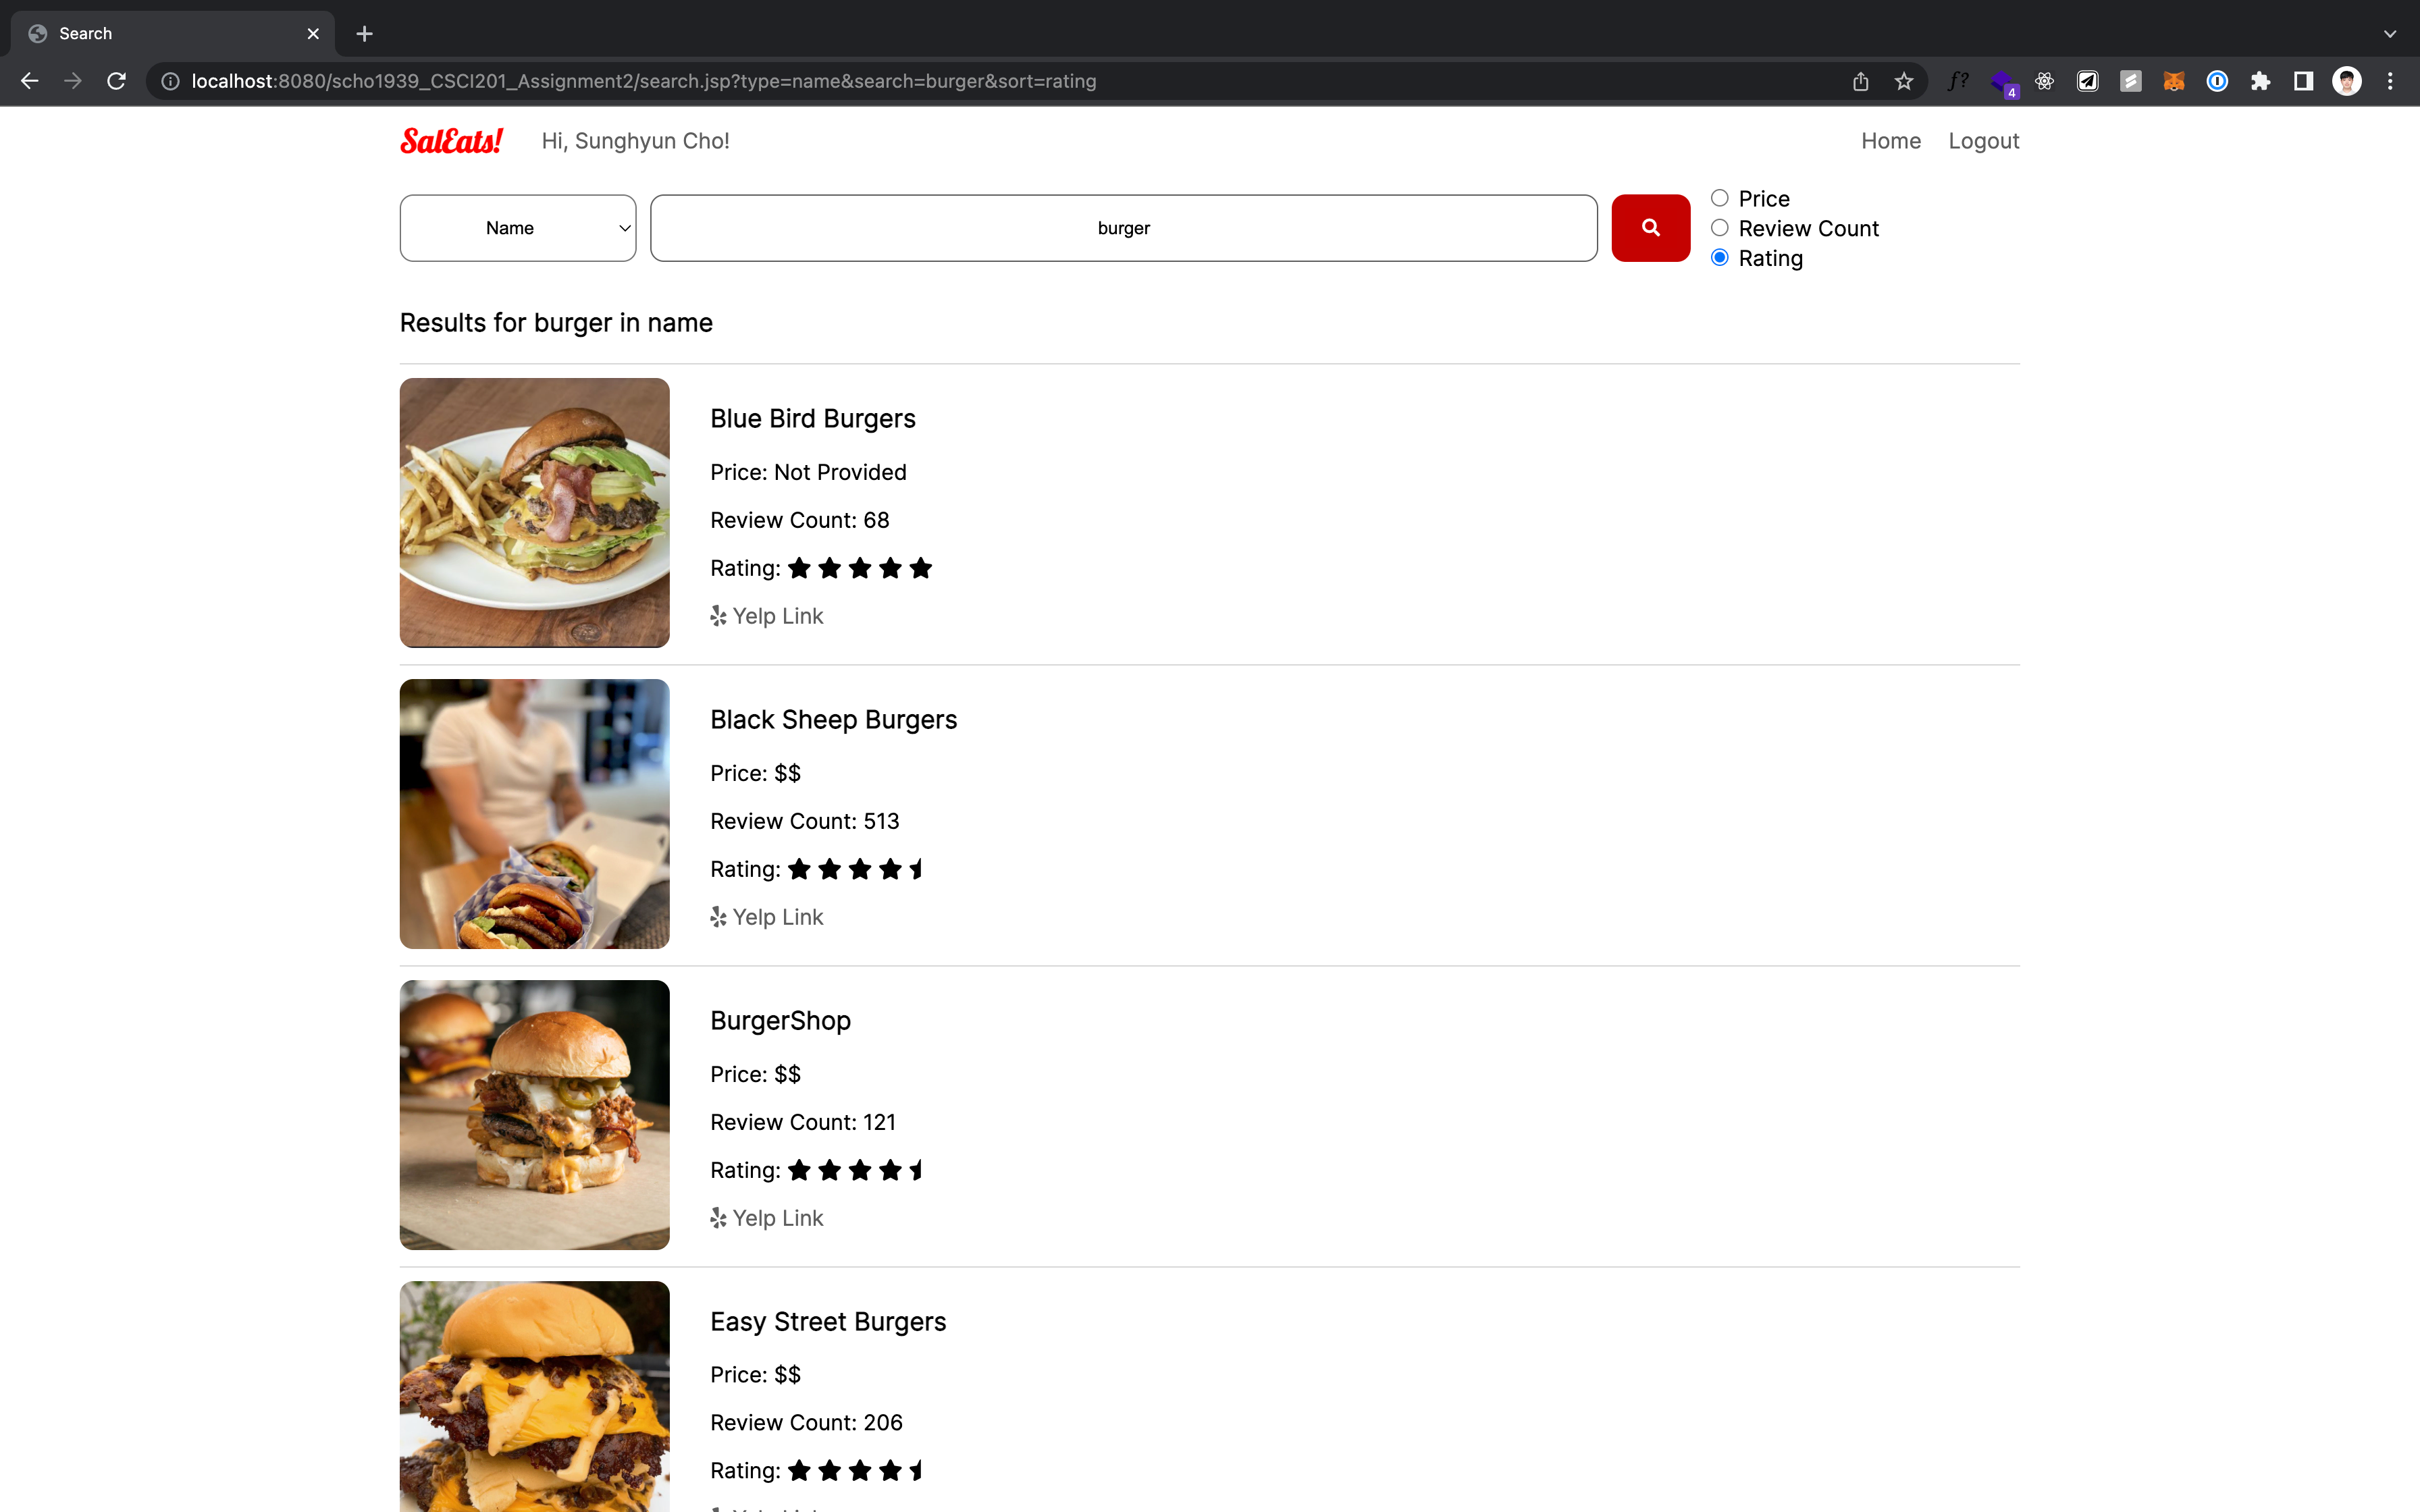 Search
localhost:8080/scho1939_CSCI201_Assignment2/search.jsp?type=name&search=burger&sort=rating
f?
4
SalEats!
Hi, Sunghyun Cho!
Home
Logout
Name
burger
Price
Review Count
Rating
Results for burger in name
Blue Bird Burgers
Price: Not Provided
Review Count: 68
Rating:
Yelp Link
Black Sheep Burgers
Price: $$
Review Count: 513
Rating:
Yelp Link
BurgerShop
Price: $$
Review Count: 121
Rating:
Yelp Link
Easy Street Burgers
Price: $$
Review Count: 206
Rating: